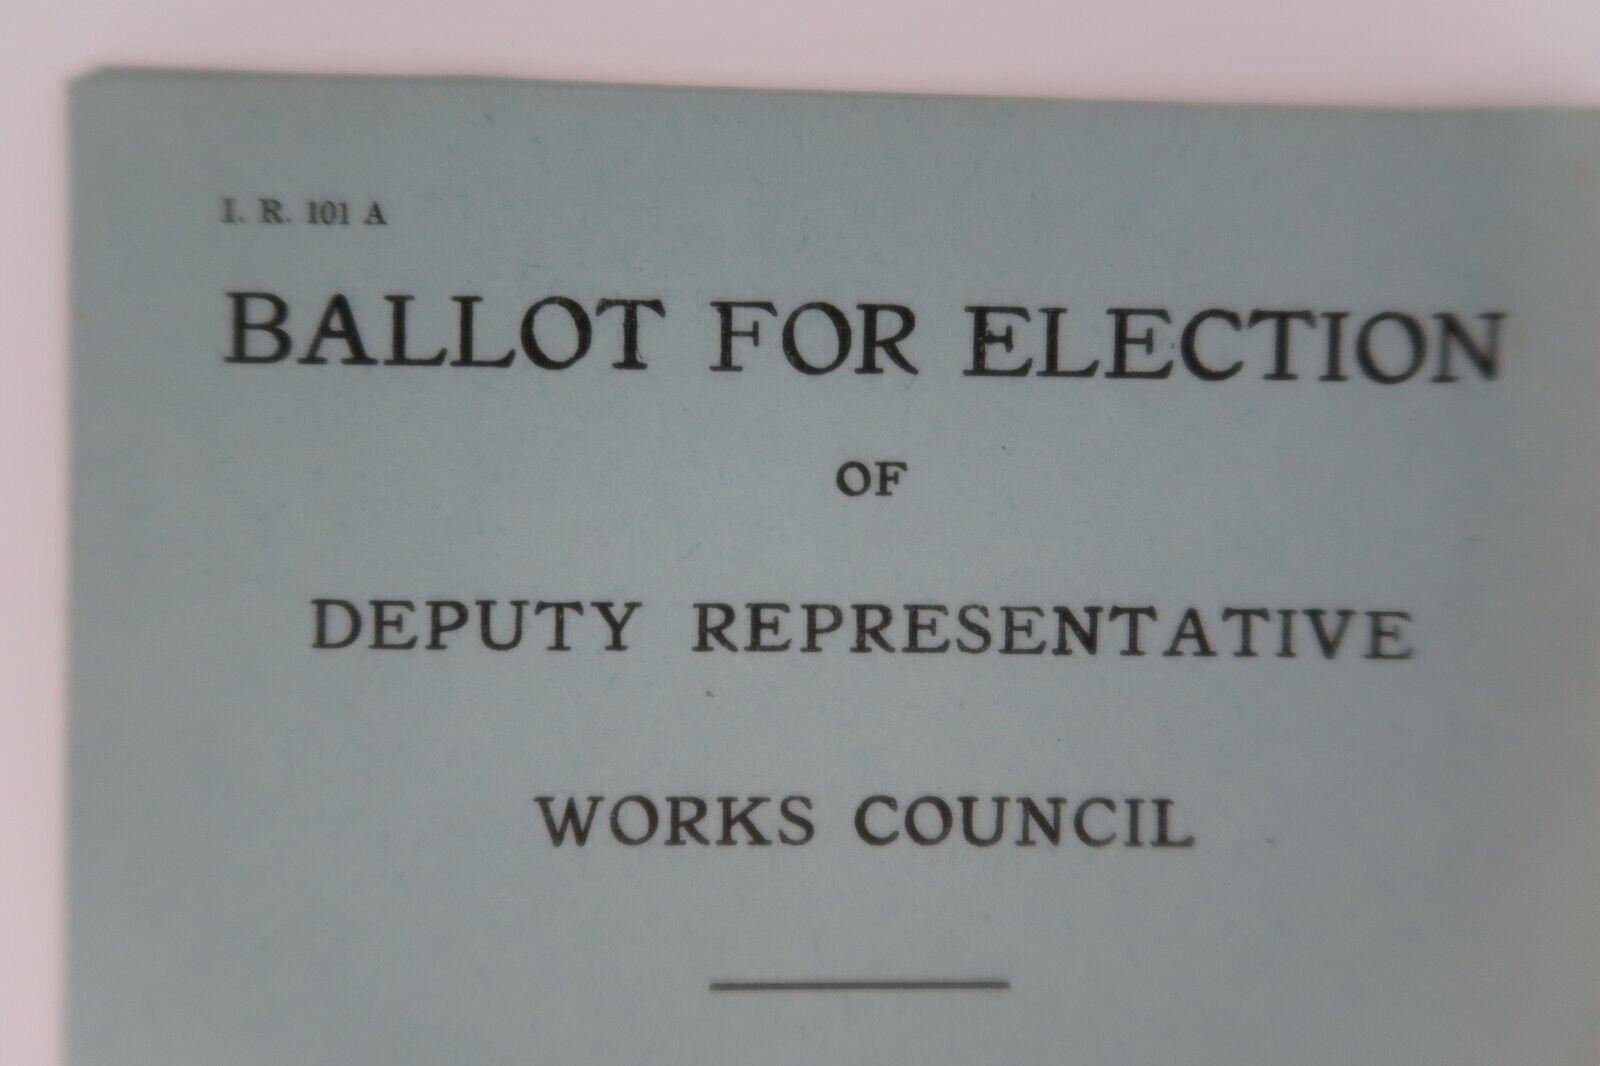 I. R. 101 A
BALLOT FOR ELECTION
OF
DEPUTY REPRESENTATIVE
WORKS COUNCIL